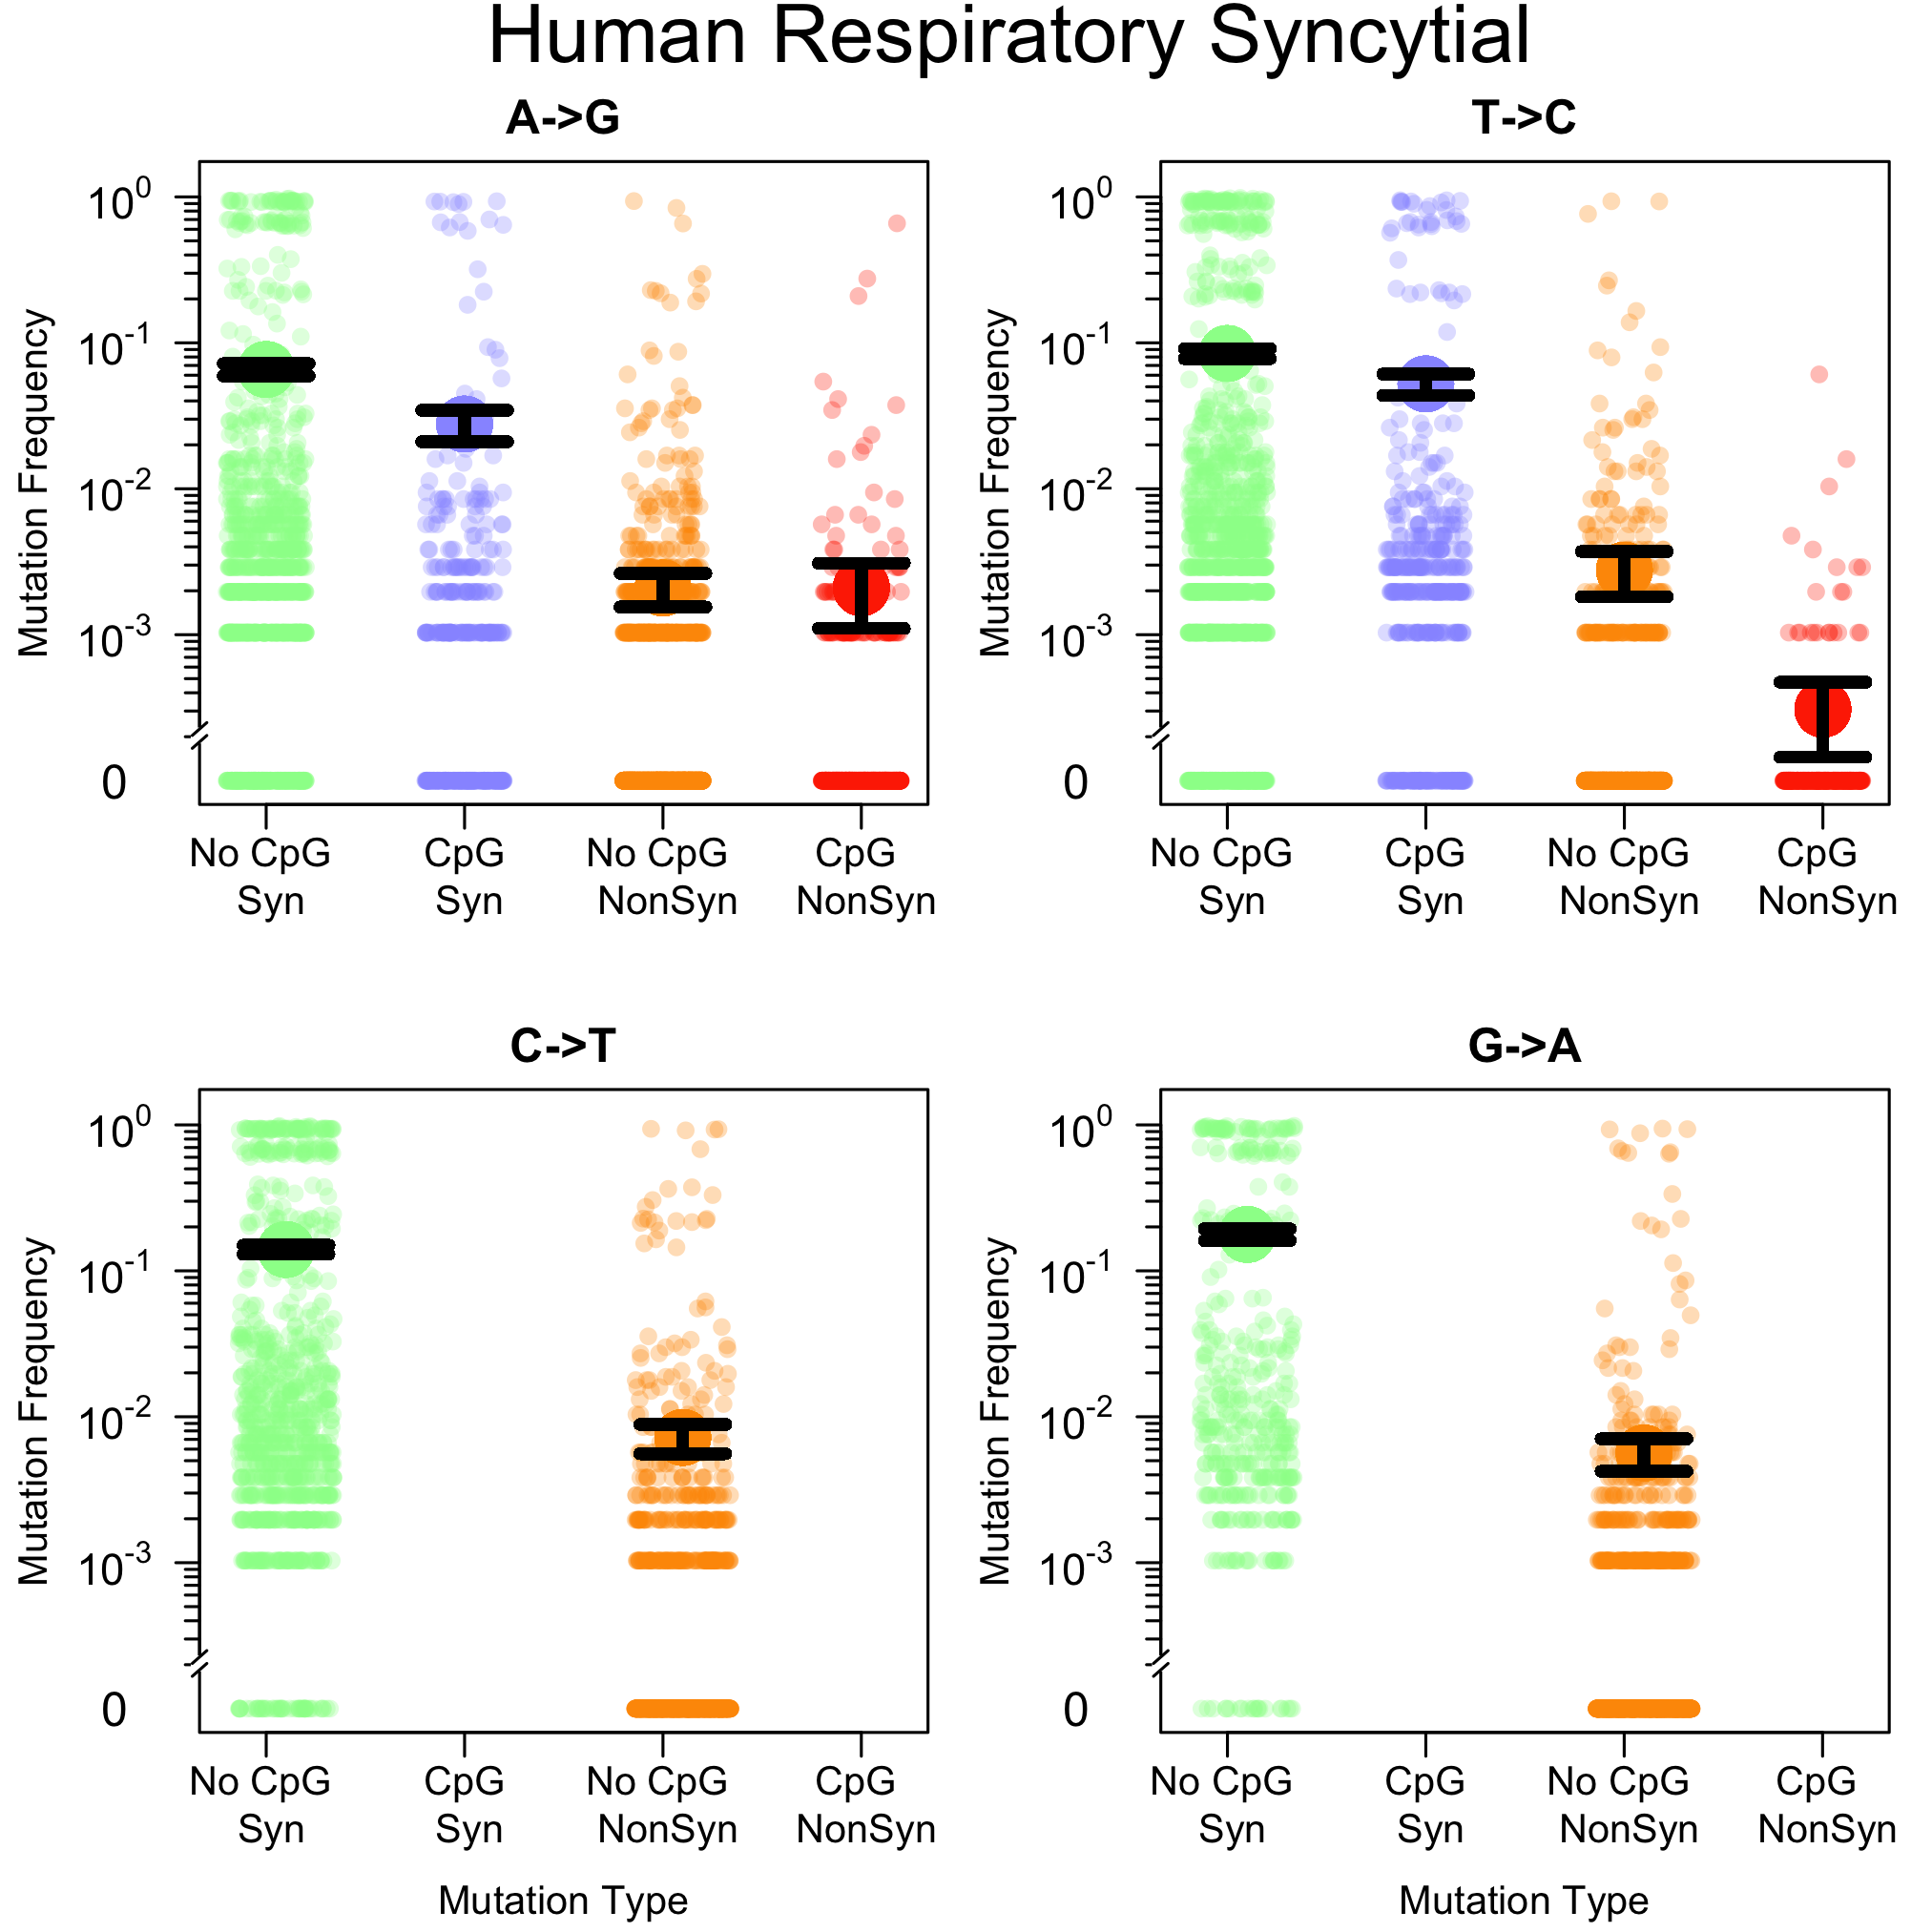 Human Respiratory Syncytial
A->G
Mutation Frequency
10^0
10^-1
10^-2
10^-3
0
No CpG Syn
CpG Syn
No CpG NonSyn
CpG NonSyn
T->C
Mutation Frequency
10^0
10^-1
10^-2
10^-3
0
No CpG Syn
CpG Syn
No CpG NonSyn
CpG NonSyn
C->T
Mutation Frequency
10^0
10^-1
10^-2
10^-3
0
No CpG Syn
CpG Syn
No CpG NonSyn
CpG NonSyn
Mutation Type
G->A
Mutation Frequency
10^0
10^-1
10^-2
10^-3
0
No CpG Syn
CpG Syn
No CpG NonSyn
CpG NonSyn
Mutation Type